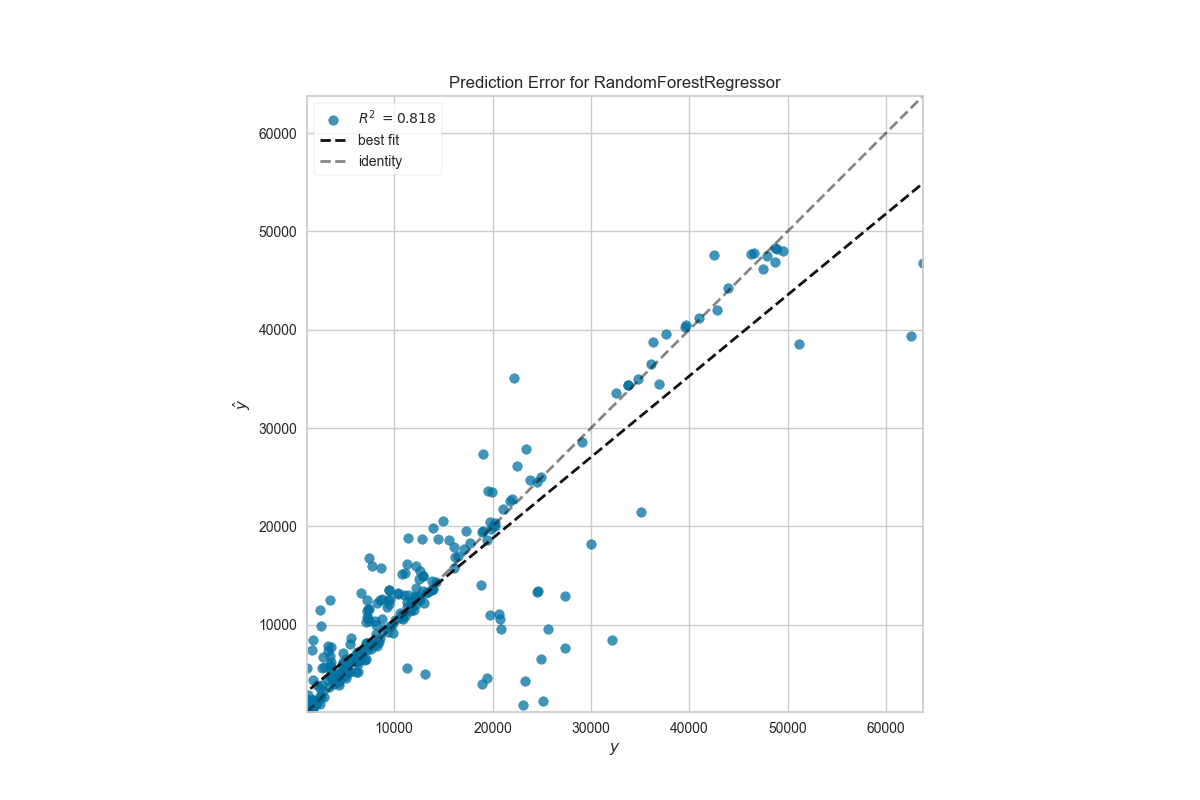 Prediction Error for RandomForestRegressor
R² = 0.818
best fit
identity
60000
50000
40000
30000
20000
10000
ŷ
10000 20000 30000 40000 50000 60000
y